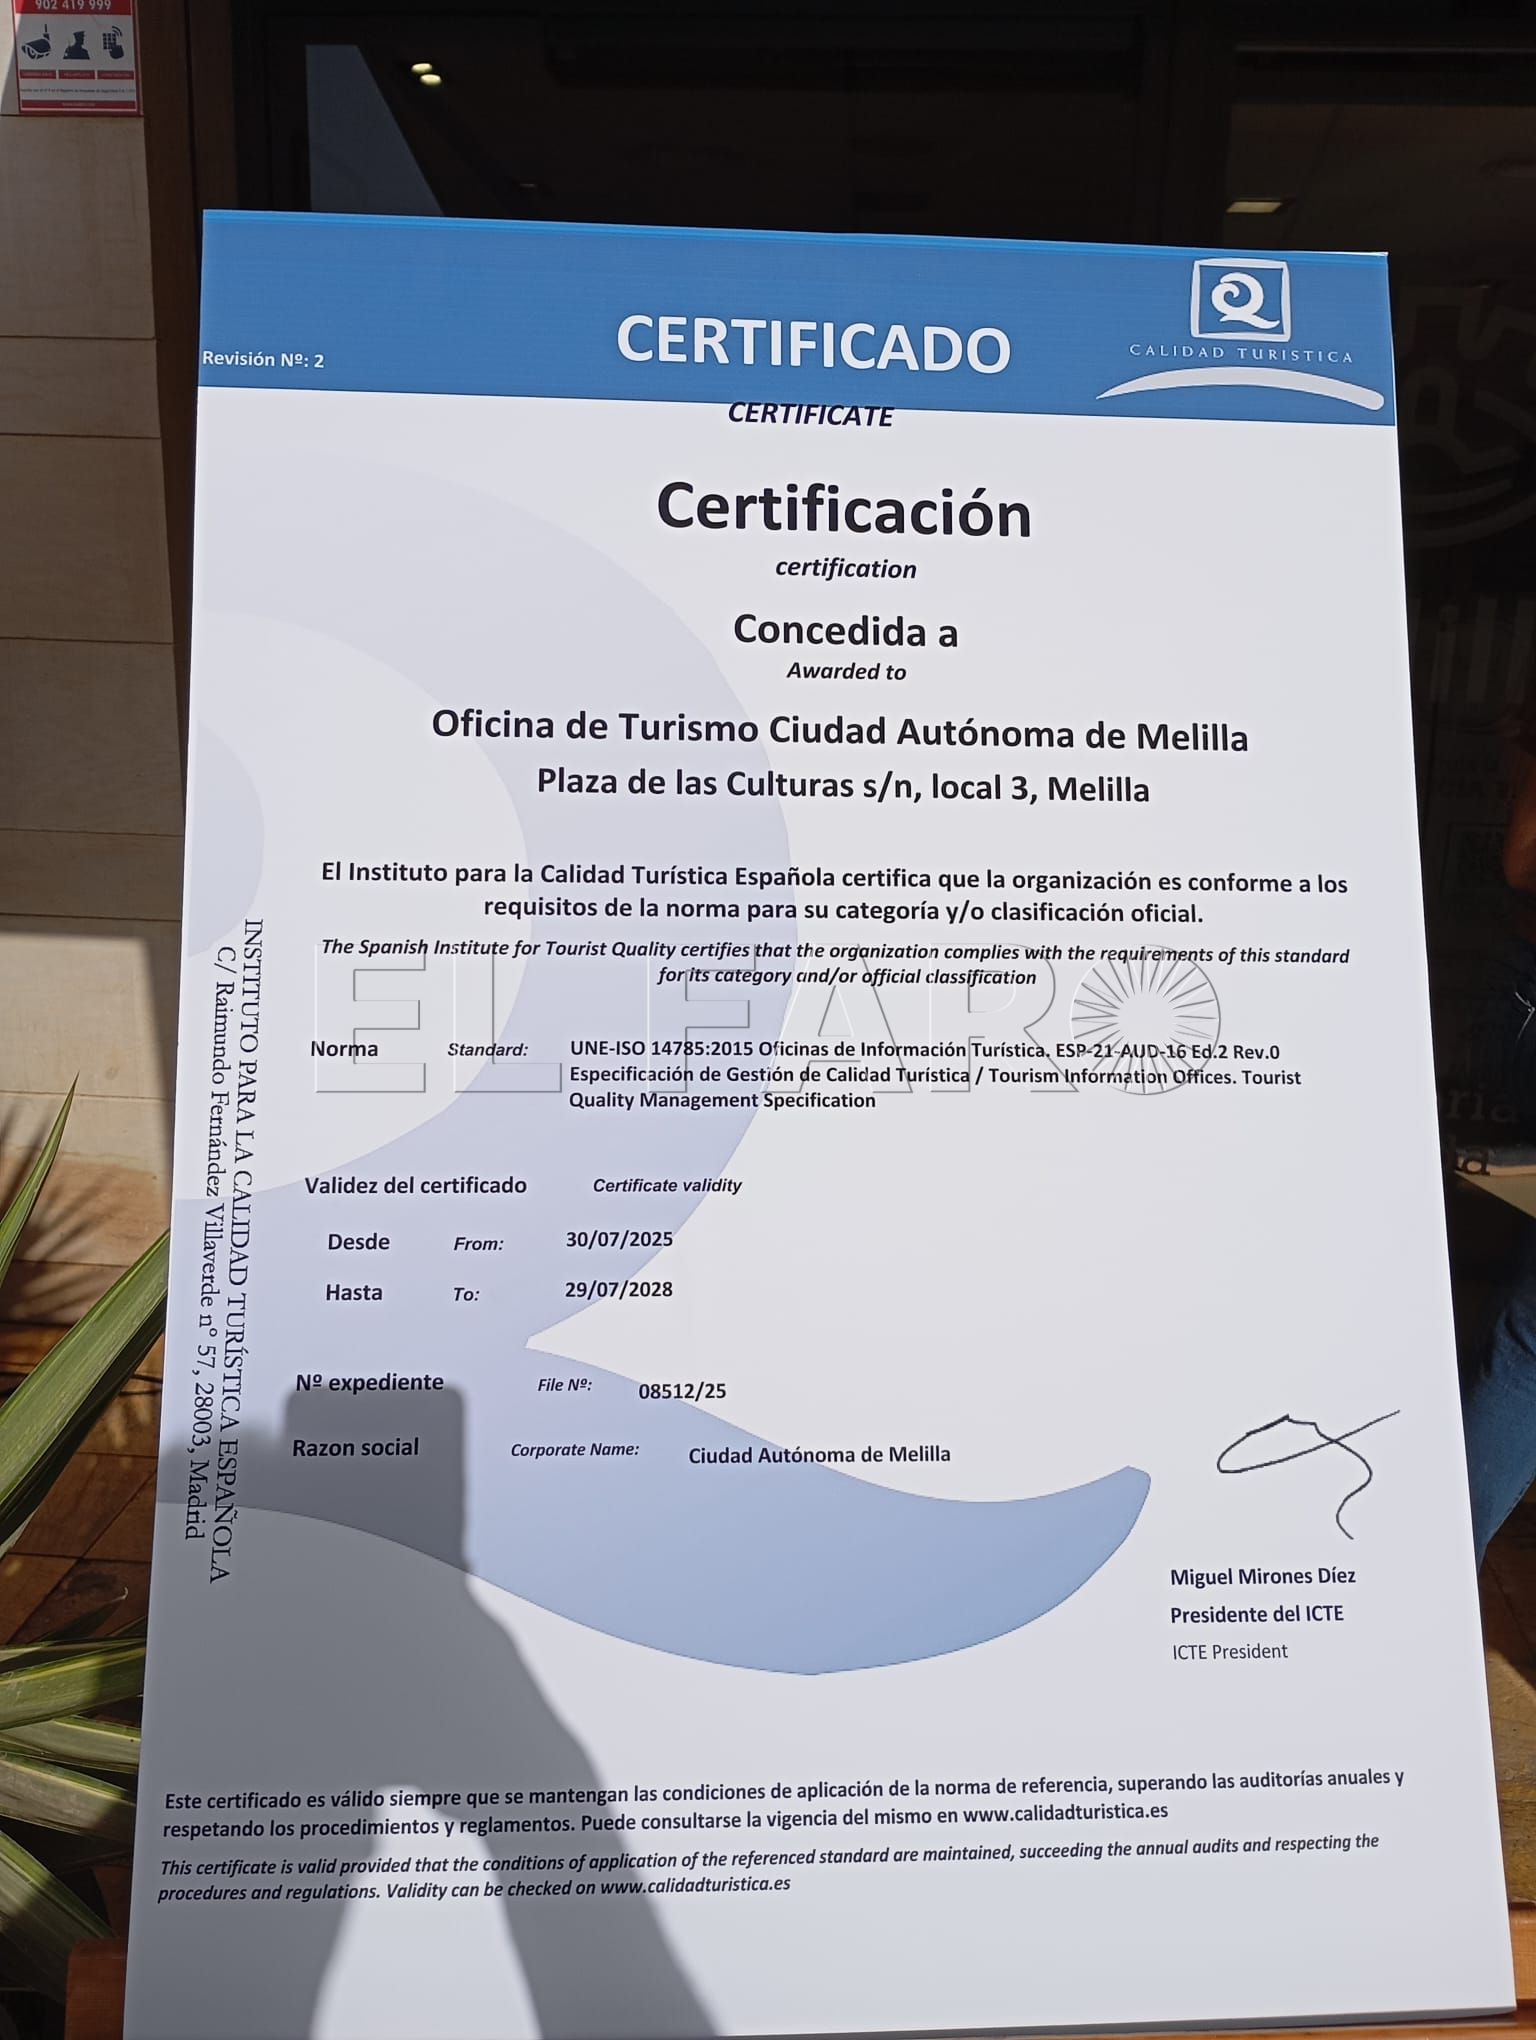 902 419 999
Revisión Nº: 2
CERTIFICADO
CALIDAD TURISTICA
CERTIFICATE
Certificación
certification
Concedida a
Awarded to
Oficina de Turismo Ciudad Autónoma de Melilla
Plaza de las Culturas s/n, local 3, Melilla
El Instituto para la Calidad Turística Española certifica que la organización es conforme a los
requisitos de la norma para su categoría y/o clasificación oficial.
The Spanish Institute for Tourist Quality certifies that the organization complies with the requirements of this standard
for its category and/or official classification
EL FARO
Norma Standard: UNE-ISO 14785:2015 Oficinas de Información Turística. ESP-21-AUD-16 Ed.2 Rev.0
Especificación de Gestión de Calidad Turística / Tourism Information Offices. Tourist
Quality Management Specification
Validez del certificado Certificate validity
Desde From: 30/07/2025
Hasta To: 29/07/2028
Nº expediente File Nº: 08512/25
Razon social Corporate Name: Ciudad Autónoma de Melilla
INSTITUTO PARA LA CALIDAD TURÍSTICA ESPAÑOLA
C/ Raimundo Fernández Villaverde nº 57, 28003, Madrid
Miguel Mirones Díez
Presidente del ICTE
ICTE President
Este certificado es válido siempre que se mantengan las condiciones de aplicación de la norma de referencia, superando las auditorías anuales y
respetando los procedimientos y reglamentos. Puede consultarse la vigencia del mismo en www.calidadturistica.es
This certificate is valid provided that the conditions of application of the referenced standard are maintained, succeeding the annual audits and respecting the
procedures and regulations. Validity can be checked on www.calidadturistica.es